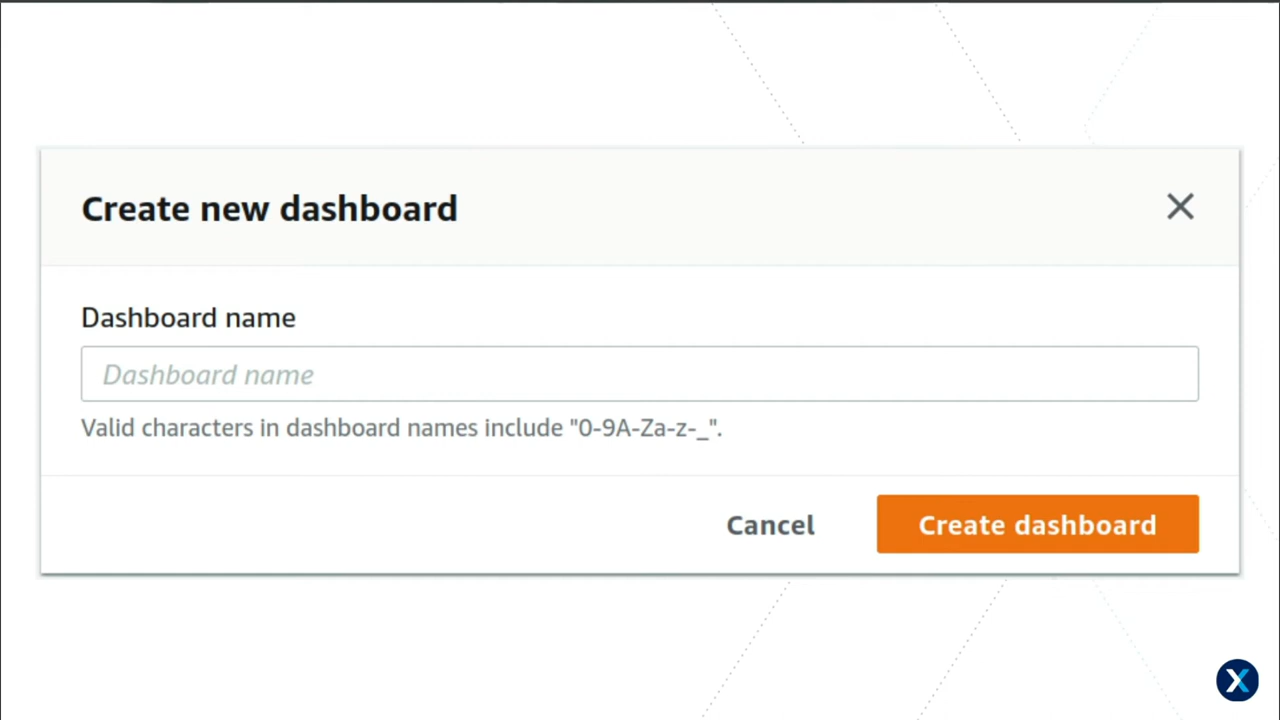 Create new dashboard
Dashboard name
Dashboard name
Valid characters in dashboard names include "0-9A-Za-z-_".
Cancel
Create dashboard